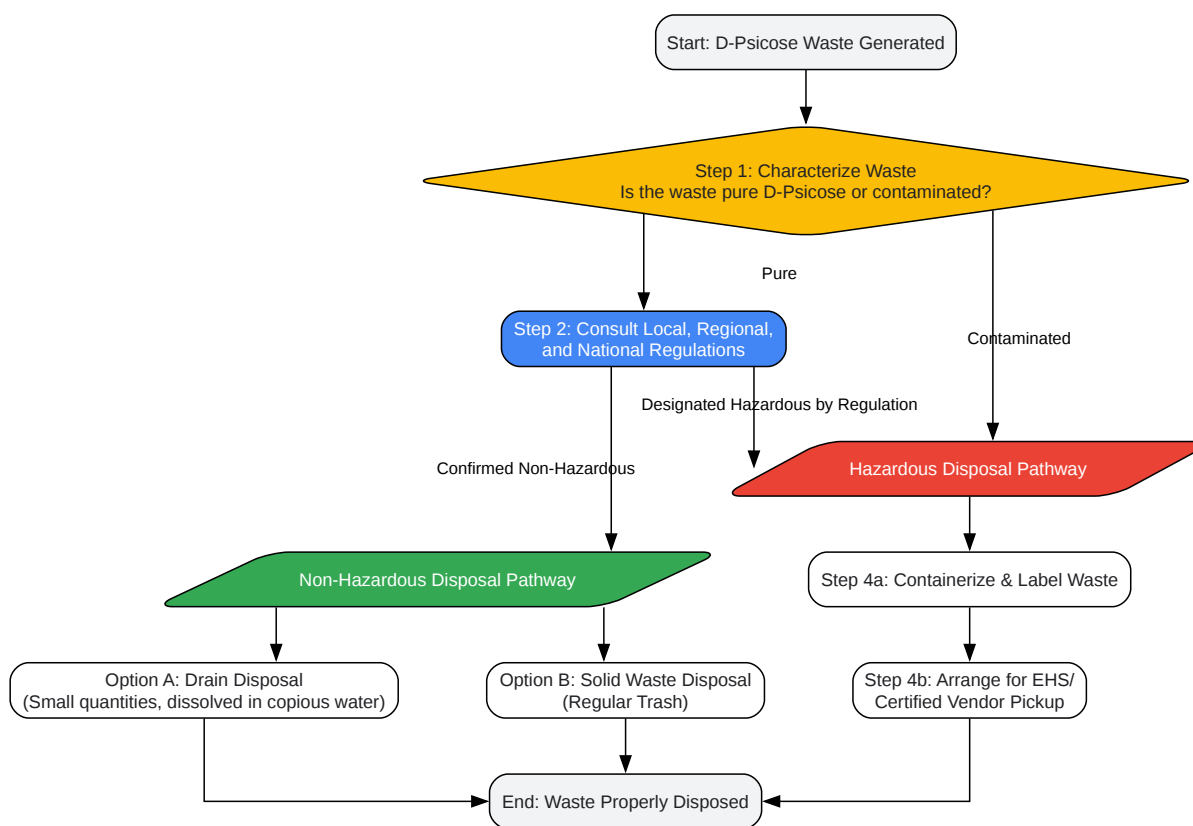 Start: D-Psicose Waste Generated
Step 1: Characterize Waste
Is the waste pure D-Psicose or contaminated?
Pure
Step 2: Consult Local, Regional,
and National Regulations
Contaminated
Designated Hazardous by Regulation
Confirmed Non-Hazardous
Hazardous Disposal Pathway
Non-Hazardous Disposal Pathway
Step 4a: Containerize & Label Waste
Option A: Drain Disposal
(Small quantities, dissolved in copious water)
Option B: Solid Waste Disposal
(Regular Trash)
Step 4b: Arrange for EHS/
Certified Vendor Pickup
End: Waste Properly Disposed